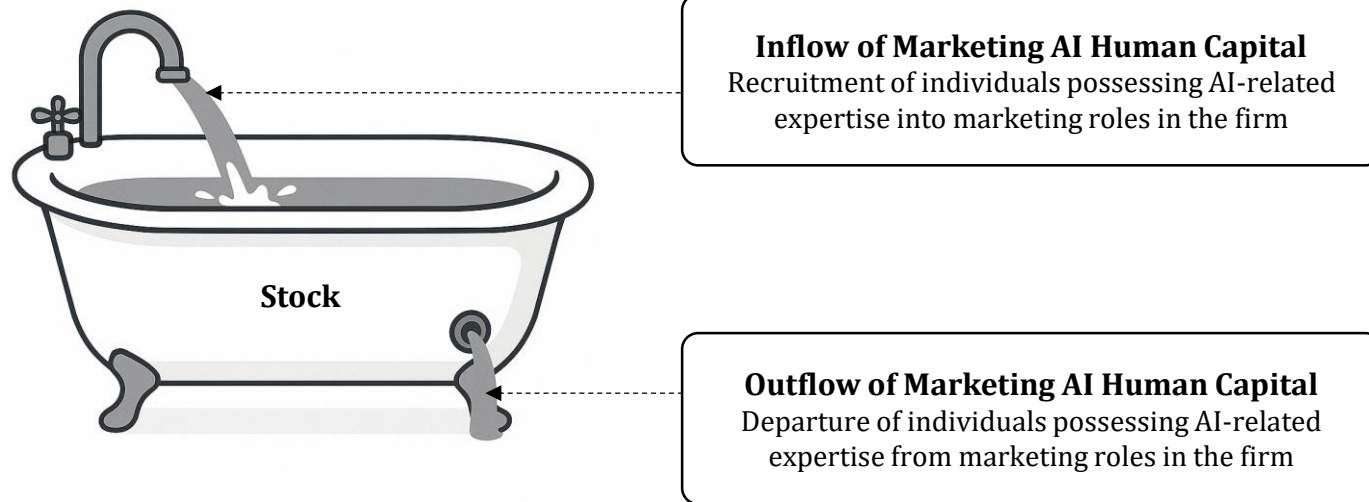 Inflow of Marketing AI Human Capital
Recruitment of individuals possessing AI-related
expertise into marketing roles in the firm
Stock
Outflow of Marketing AI Human Capital
Departure of individuals possessing AI-related
expertise from marketing roles in the firm